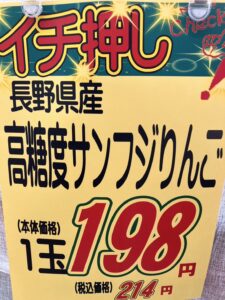 イチ押し
Check
長野県産
高糖度サンフジりんご
(本体価格)
1玉198円
(税込価格)214円